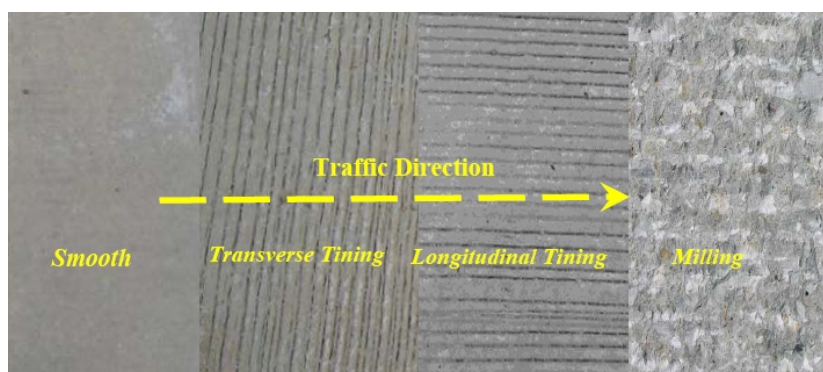 Traffic Direction
Smooth
Transverse Tining
Longitudinal Tining
Milling